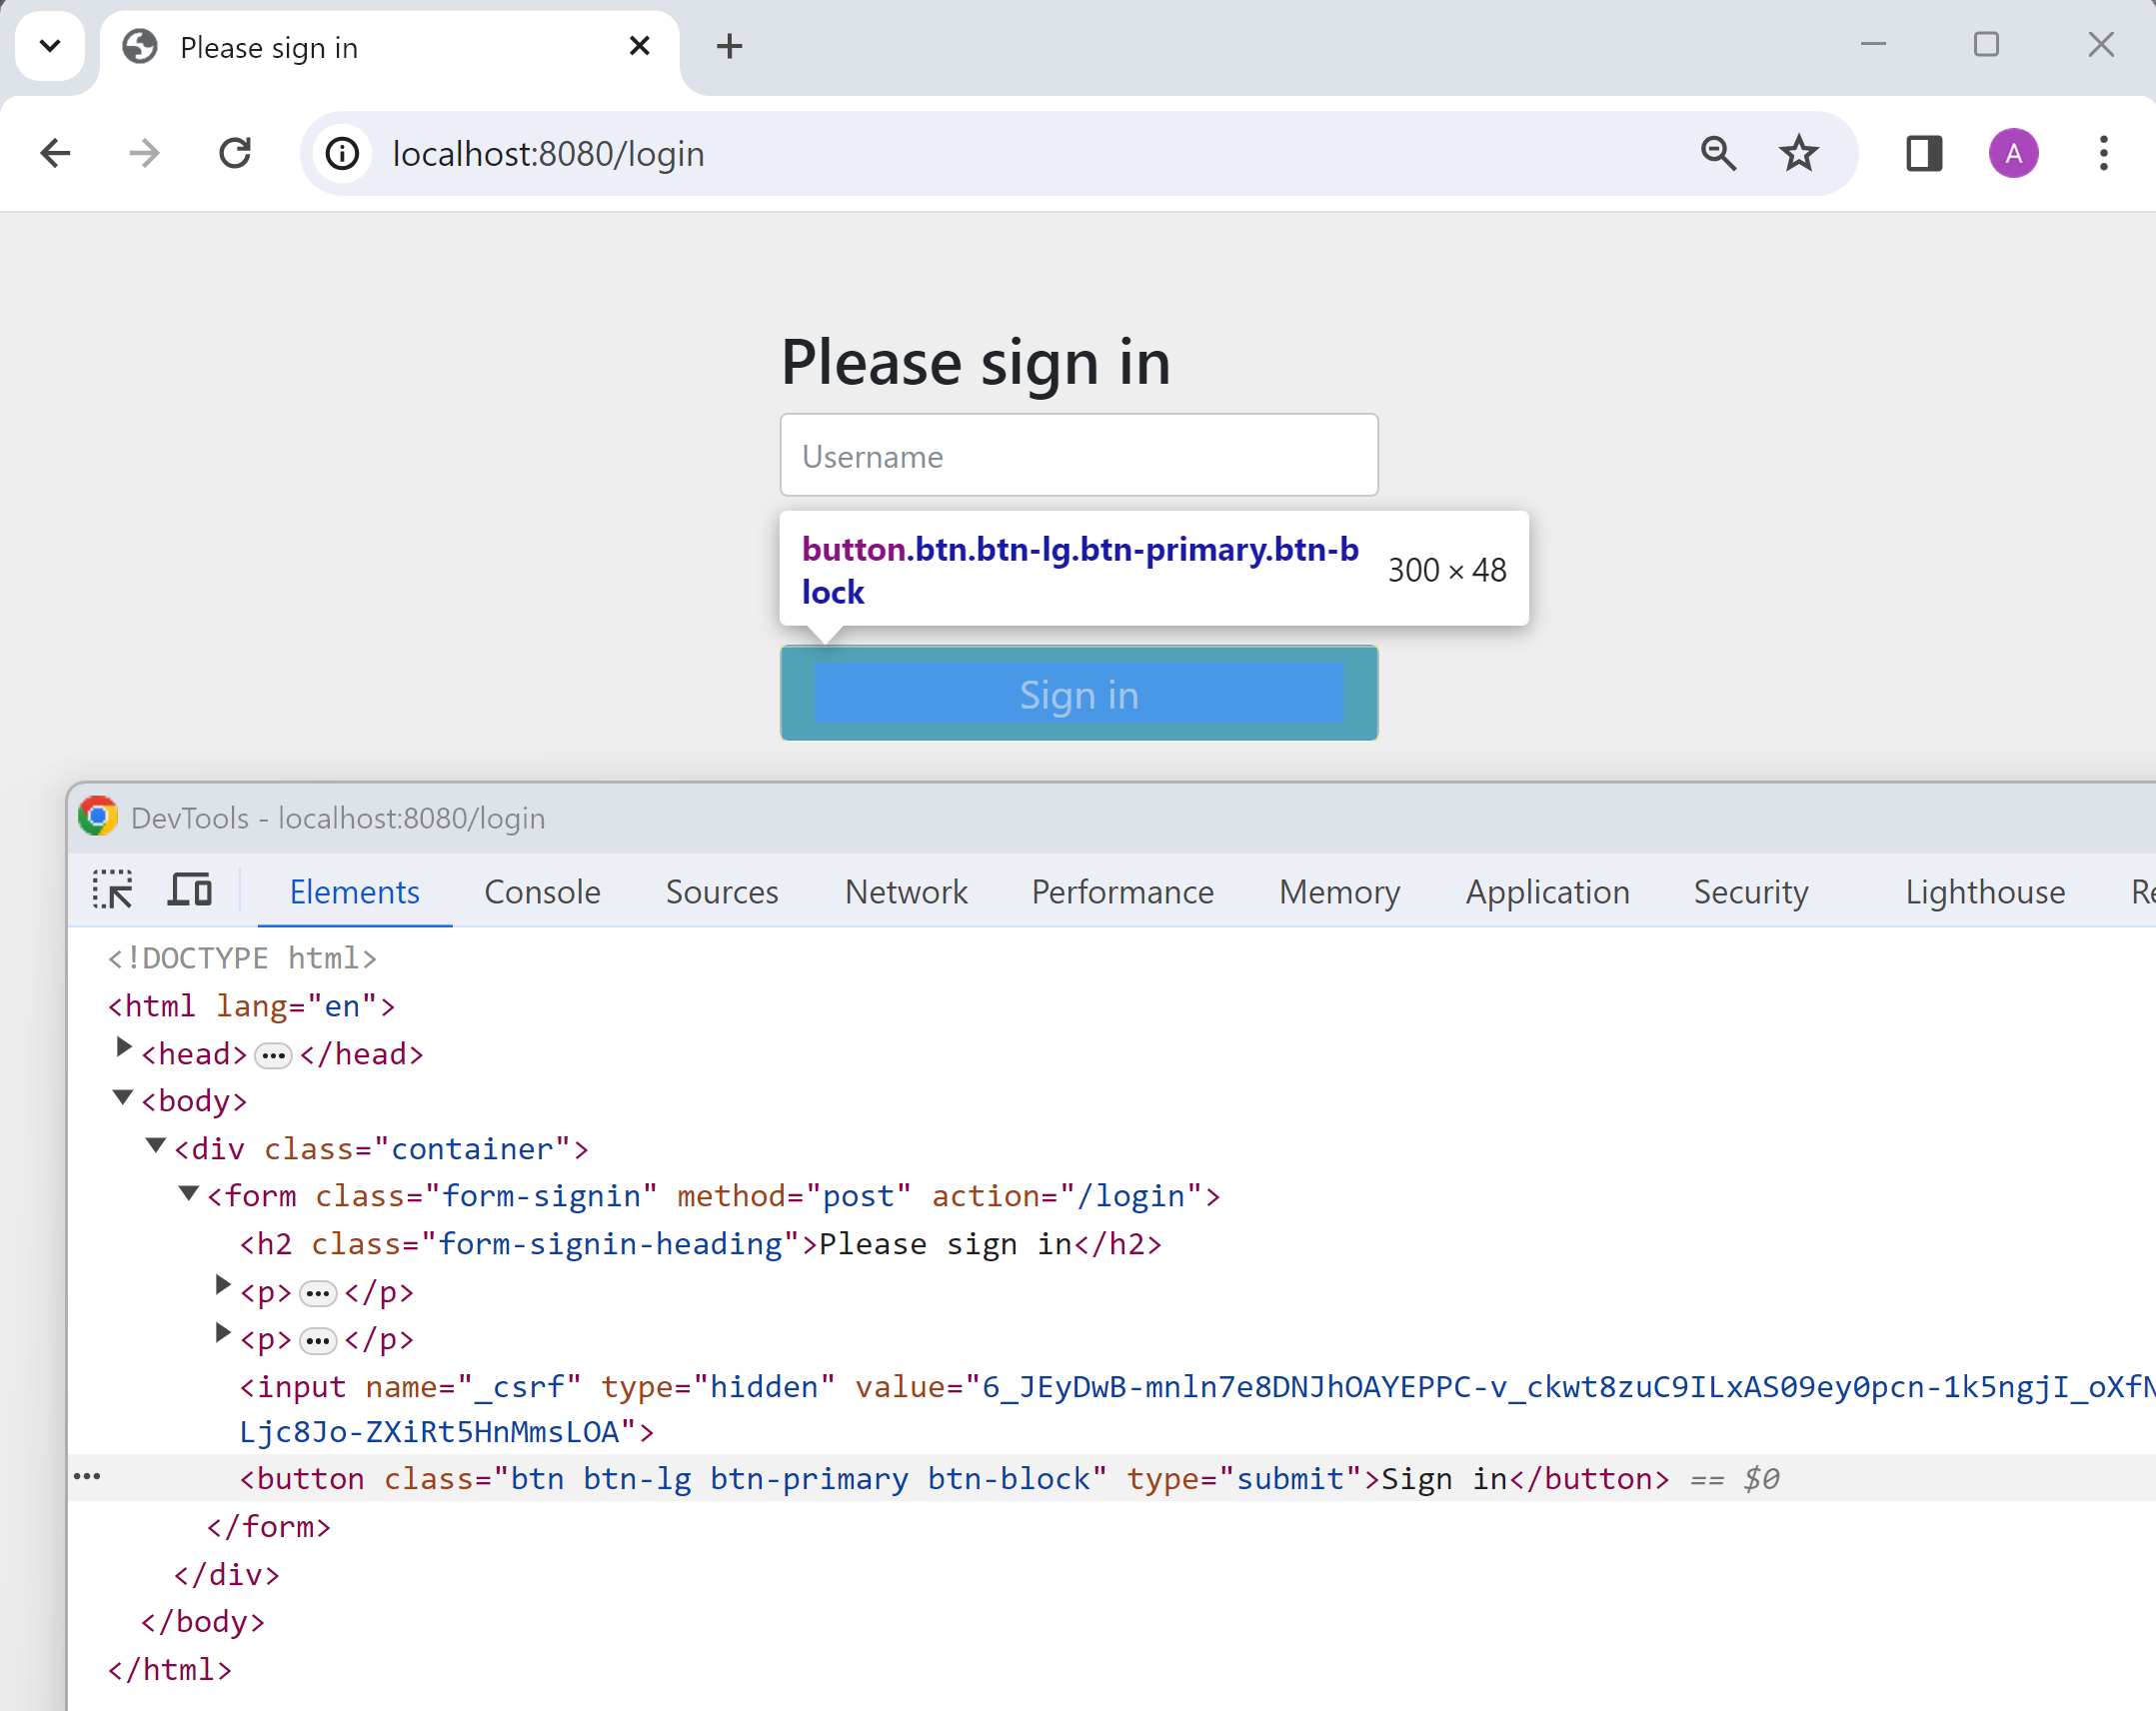 Please sign in
localhost:8080/login
A
Please sign in
Username
button.btn.btn-lg.btn-primary.btn-b
lock
300 × 48
Sign in
DevTools - localhost:8080/login
Elements Console Sources Network Performance Memory Application Security Lighthouse Re
<!DOCTYPE html>
<html lang="en">
<head>…</head>
<body>
<div class="container">
<form class="form-signin" method="post" action="/login">
<h2 class="form-signin-heading">Please sign in</h2>
<p>…</p>
<p>…</p>
<input name="_csrf" type="hidden" value="6_JEyDwB-mnln7e8DNJhOAYEPPC-v_ckwt8zuC9ILxAS09ey0pcn-1k5ngjI_oXfN
Ljc8Jo-ZXiRt5HnMmsLOA">
<button class="btn btn-lg btn-primary btn-block" type="submit">Sign in</button> == $0
</form>
</div>
</body>
</html>